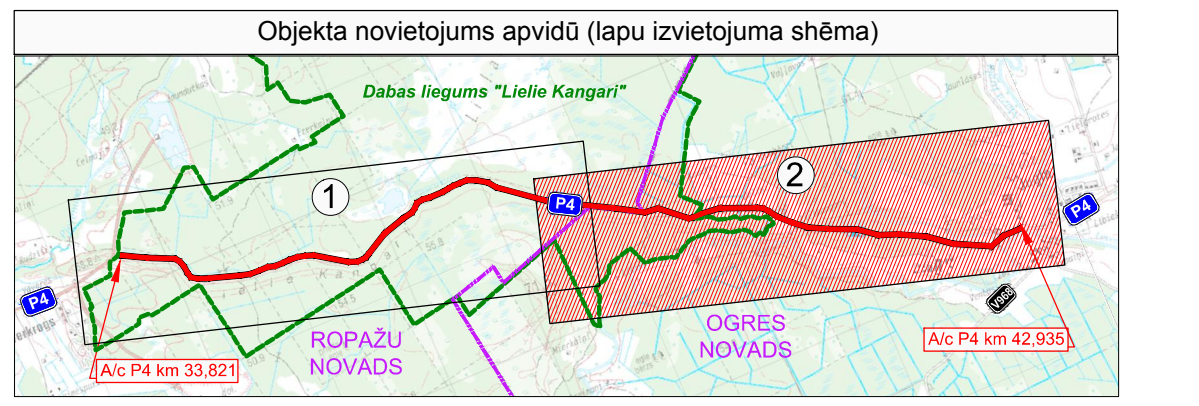 Objekta novietojums apvidū (lapu izvietojuma shēma)
Dabas liegums "Lielie Kangari"
1
2
P4
P4
P4
V968
ROPAŽU
NOVADS
OGRES
NOVADS
A/c P4 km 33,821
A/c P4 km 42,935